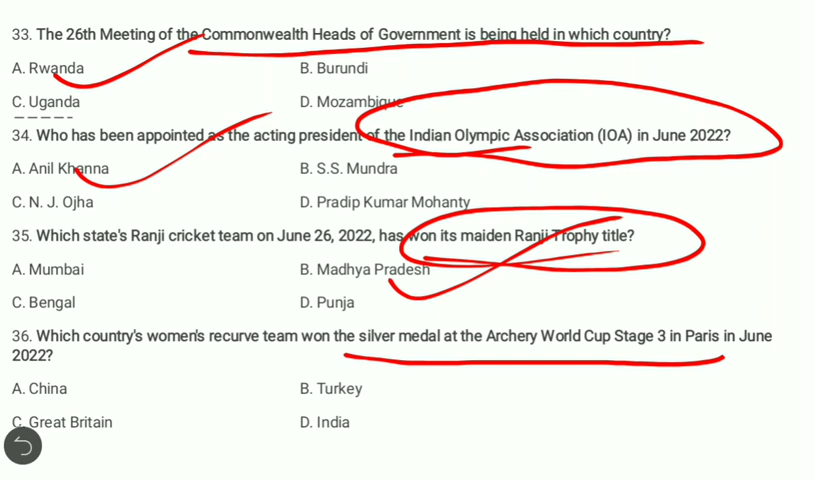 33. The 26th Meeting of the Commonwealth Heads of Government is being held in which country?
A. Rwanda B. Burundi
C. Uganda D. Mozambique
34. Who has been appointed as the acting president of the Indian Olympic Association (IOA) in June 2022?
A. Anil Khanna B. S.S. Mundra
C. N. J. Ojha D. Pradip Kumar Mohanty
35. Which state's Ranji cricket team on June 26, 2022, has won its maiden Ranji Trophy title?
A. Mumbai B. Madhya Pradesh
C. Bengal D. Punja
36. Which country's women's recurve team won the silver medal at the Archery World Cup Stage 3 in Paris in June
2022?
A. China B. Turkey
C. Great Britain D. India